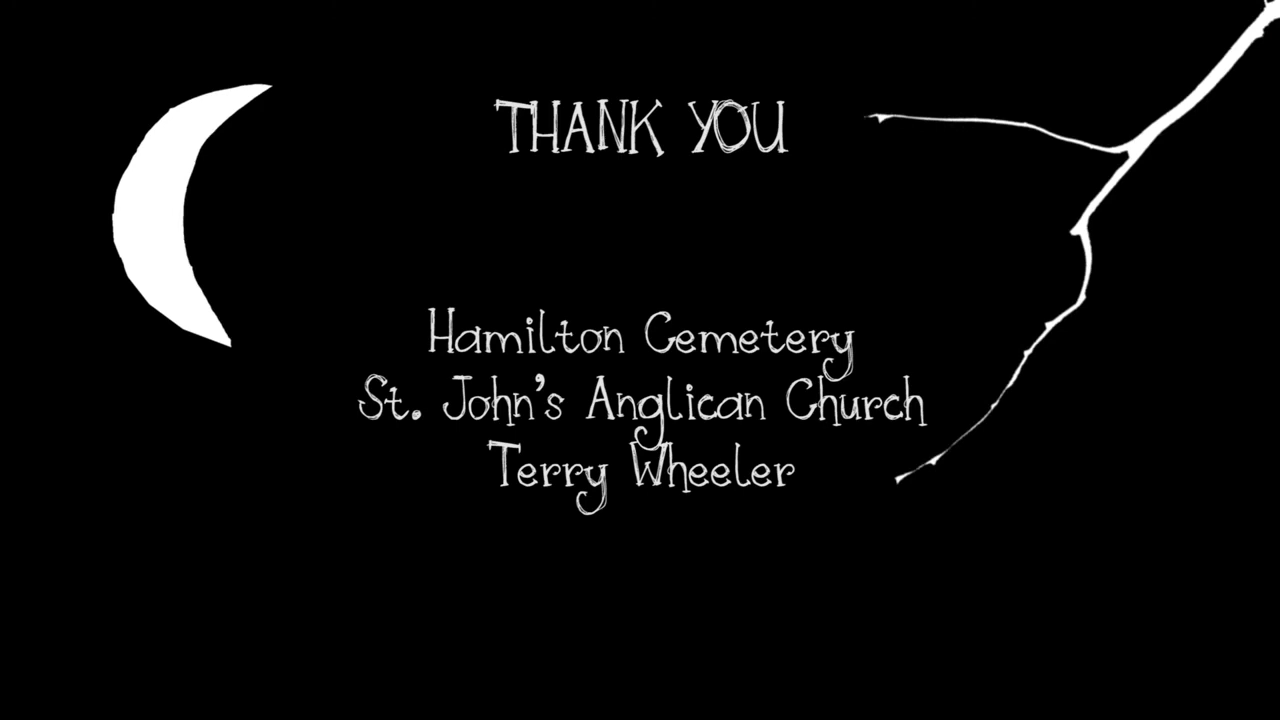 THANK YOU
Hamilton Cemetery
St. John's Anglican Church
Terry Wheeler